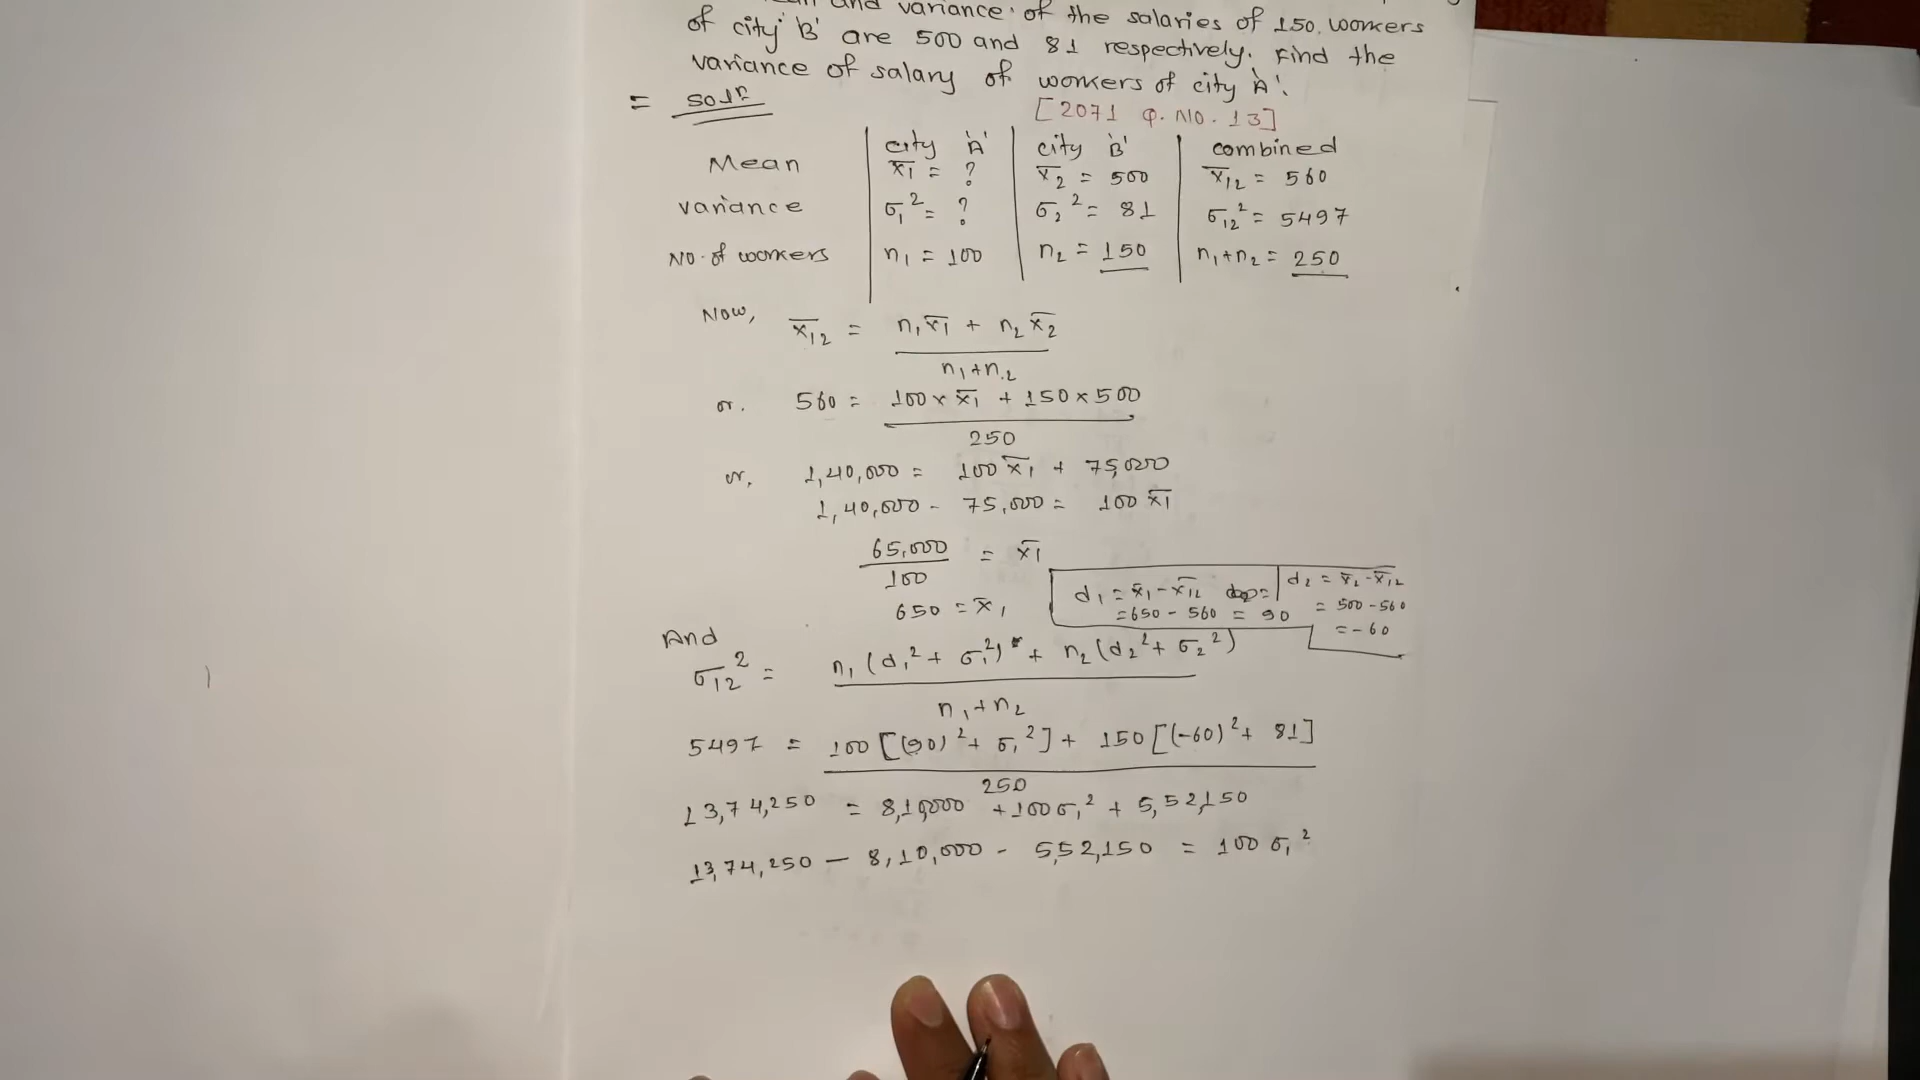 and variance of the salaries of 150 workers
of city 'B' are 500 and 81 respectively. Find the
variance of salary of workers of city 'A'.
= Solⁿ
[2071 Q. NO. 13]
city 'A' city 'B' combined
Mean x̄₁ = ? x̄₂ = 500 x̄₁₂ = 560
variance σ₁² = ? σ₂² = 81 σ₁₂² = 5497
No. of workers n₁ = 100 n₂ = 150 n₁+n₂ = 250
Now, x̄₁₂ = n₁x̄₁ + n₂x̄₂
n₁+n₂
or. 560 = 100 × x̄₁ + 150 × 500
250
or, 1,40,000 = 100 x̄₁ + 75,000
1,40,000 - 75,000 = 100 x̄₁
65,000 = x̄₁
100
650 = x̄₁
d₁ = x̄₁ - x̄₁₂
= 650 - 560 = 90
d₂ = x̄₂ - x̄₁₂
= 500 - 560
= -60
And
σ₁₂² = n₁(d₁² + σ₁²) + n₂(d₂² + σ₂²)
n₁+n₂
5497 = 100[(90)² + σ₁²] + 150[(-60)² + 81]
250
13,74,250 = 8,10,000 + 100σ₁² + 5,52,150
13,74,250 - 8,10,000 - 5,52,150 = 100 σ₁²